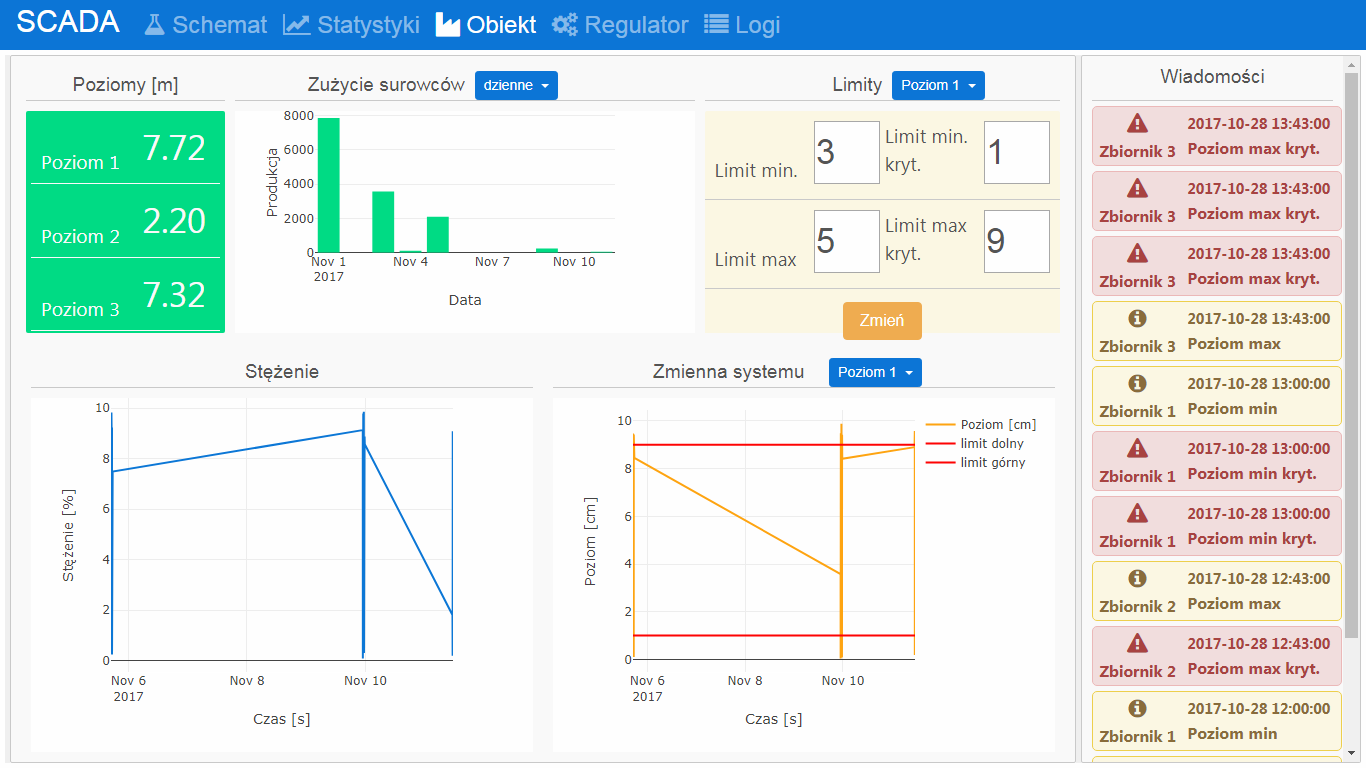 SCADA Schemat Statystyki Obiekt Regulator Logi
Poziomy [m]
Poziom 1 7.72
Poziom 2 2.20
Poziom 3 7.32
Zużycie surowców dzienne
8000
6000
4000
2000
0
Produkcja
Nov 1 Nov 4 Nov 7 Nov 10
2017
Data
Limity Poziom 1
Limit min. 3 Limit min. kryt. 1
Limit max 5 Limit max kryt. 9
Zmień
Stężenie
10
8
6
4
2
0
Stężenie [%]
Nov 6 Nov 8 Nov 10
2017
Czas [s]
Zmienna systemu Poziom 1
10
8
6
4
2
0
Poziom [cm]
Nov 6 Nov 8 Nov 10
2017
Czas [s]
Poziom [cm]
limit dolny
limit górny
Wiadomości
2017-10-28 13:43:00
Zbiornik 3 Poziom max kryt.
2017-10-28 13:43:00
Zbiornik 3 Poziom max kryt.
2017-10-28 13:43:00
Zbiornik 3 Poziom max kryt.
2017-10-28 13:43:00
Zbiornik 3 Poziom max
2017-10-28 13:00:00
Zbiornik 1 Poziom min
2017-10-28 13:00:00
Zbiornik 1 Poziom min kryt.
2017-10-28 13:00:00
Zbiornik 1 Poziom min kryt.
2017-10-28 12:43:00
Zbiornik 2 Poziom max
2017-10-28 12:43:00
Zbiornik 2 Poziom max kryt.
2017-10-28 12:00:00
Zbiornik 1 Poziom min